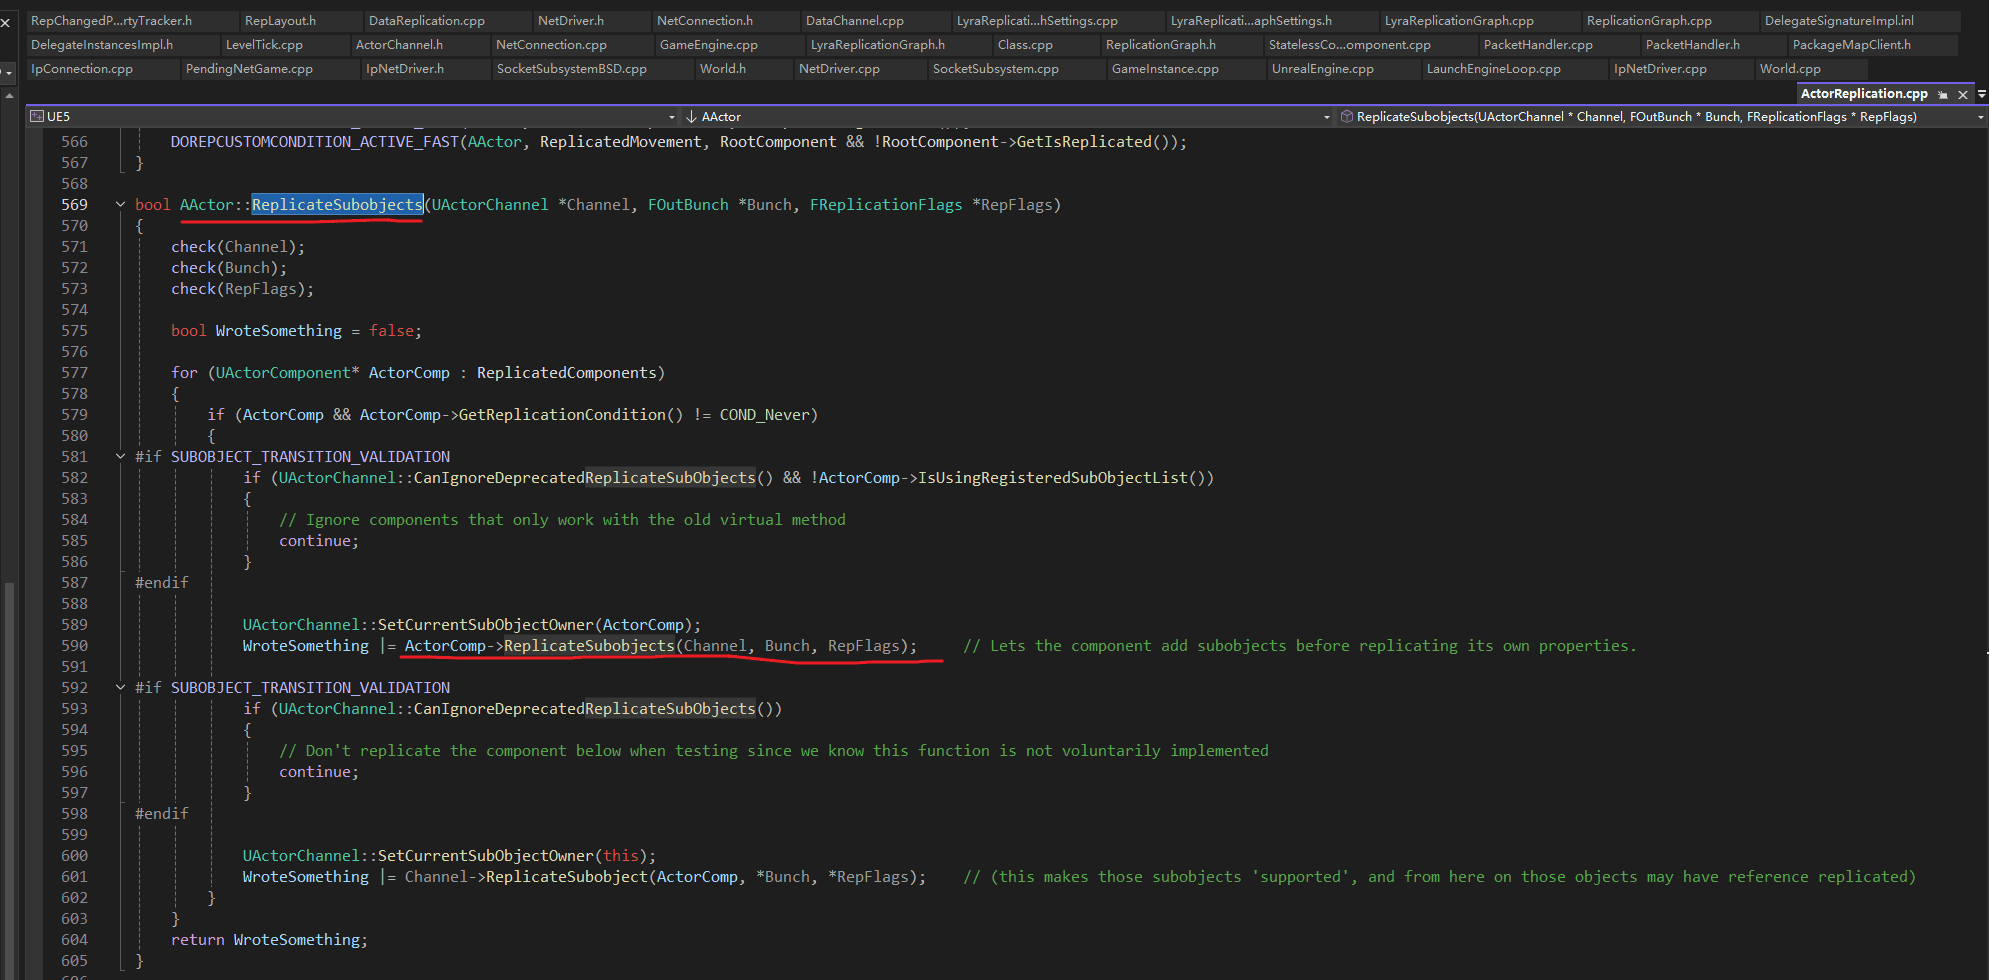 RepChangedP...rtyTracker.h RepLayout.h DataReplication.cpp NetDriver.h NetConnection.h DataChannel.cpp LyraReplicati...hSettings.cpp LyraReplicati...aphSettings.h LyraReplicationGraph.cpp ReplicationGraph.cpp DelegateSignatureImpl.inl
DelegateInstancesImpl.h LevelTick.cpp ActorChannel.h NetConnection.cpp GameEngine.cpp LyraReplicationGraph.h Class.cpp ReplicationGraph.h StatelessCo...omponent.cpp PacketHandler.cpp PacketHandler.h PackageMapClient.h
IpConnection.cpp PendingNetGame.cpp IpNetDriver.h SocketSubsystemBSD.cpp World.h NetDriver.cpp SocketSubsystem.cpp GameInstance.cpp UnrealEngine.cpp LaunchEngineLoop.cpp IpNetDriver.cpp World.cpp
ActorReplication.cpp
UE5 AActor ReplicateSubobjects(UActorChannel * Channel, FOutBunch * Bunch, FReplicationFlags * RepFlags)
566 DOREPCUSTOMCONDITION_ACTIVE_FAST(AActor, ReplicatedMovement, RootComponent && !RootComponent->GetIsReplicated());
567 }
568
569 bool AActor::ReplicateSubobjects(UActorChannel *Channel, FOutBunch *Bunch, FReplicationFlags *RepFlags)
570 {
571 check(Channel);
572 check(Bunch);
573 check(RepFlags);
574
575 bool WroteSomething = false;
576
577 for (UActorComponent* ActorComp : ReplicatedComponents)
578 {
579 if (ActorComp && ActorComp->GetReplicationCondition() != COND_Never)
580 {
581 #if SUBOBJECT_TRANSITION_VALIDATION
582 if (UActorChannel::CanIgnoreDeprecatedReplicateSubObjects() && !ActorComp->IsUsingRegisteredSubObjectList())
583 {
584 // Ignore components that only work with the old virtual method
585 continue;
586 }
587 #endif
588
589 UActorChannel::SetCurrentSubObjectOwner(ActorComp);
590 WroteSomething |= ActorComp->ReplicateSubobjects(Channel, Bunch, RepFlags); // Lets the component add subobjects before replicating its own properties.
591
592 #if SUBOBJECT_TRANSITION_VALIDATION
593 if (UActorChannel::CanIgnoreDeprecatedReplicateSubObjects())
594 {
595 // Don't replicate the component below when testing since we know this function is not voluntarily implemented
596 continue;
597 }
598 #endif
599
600 UActorChannel::SetCurrentSubObjectOwner(this);
601 WroteSomething |= Channel->ReplicateSubobject(ActorComp, *Bunch, *RepFlags); // (this makes those subobjects 'supported', and from here on those objects may have reference replicated)
602 }
603 }
604 return WroteSomething;
605 }